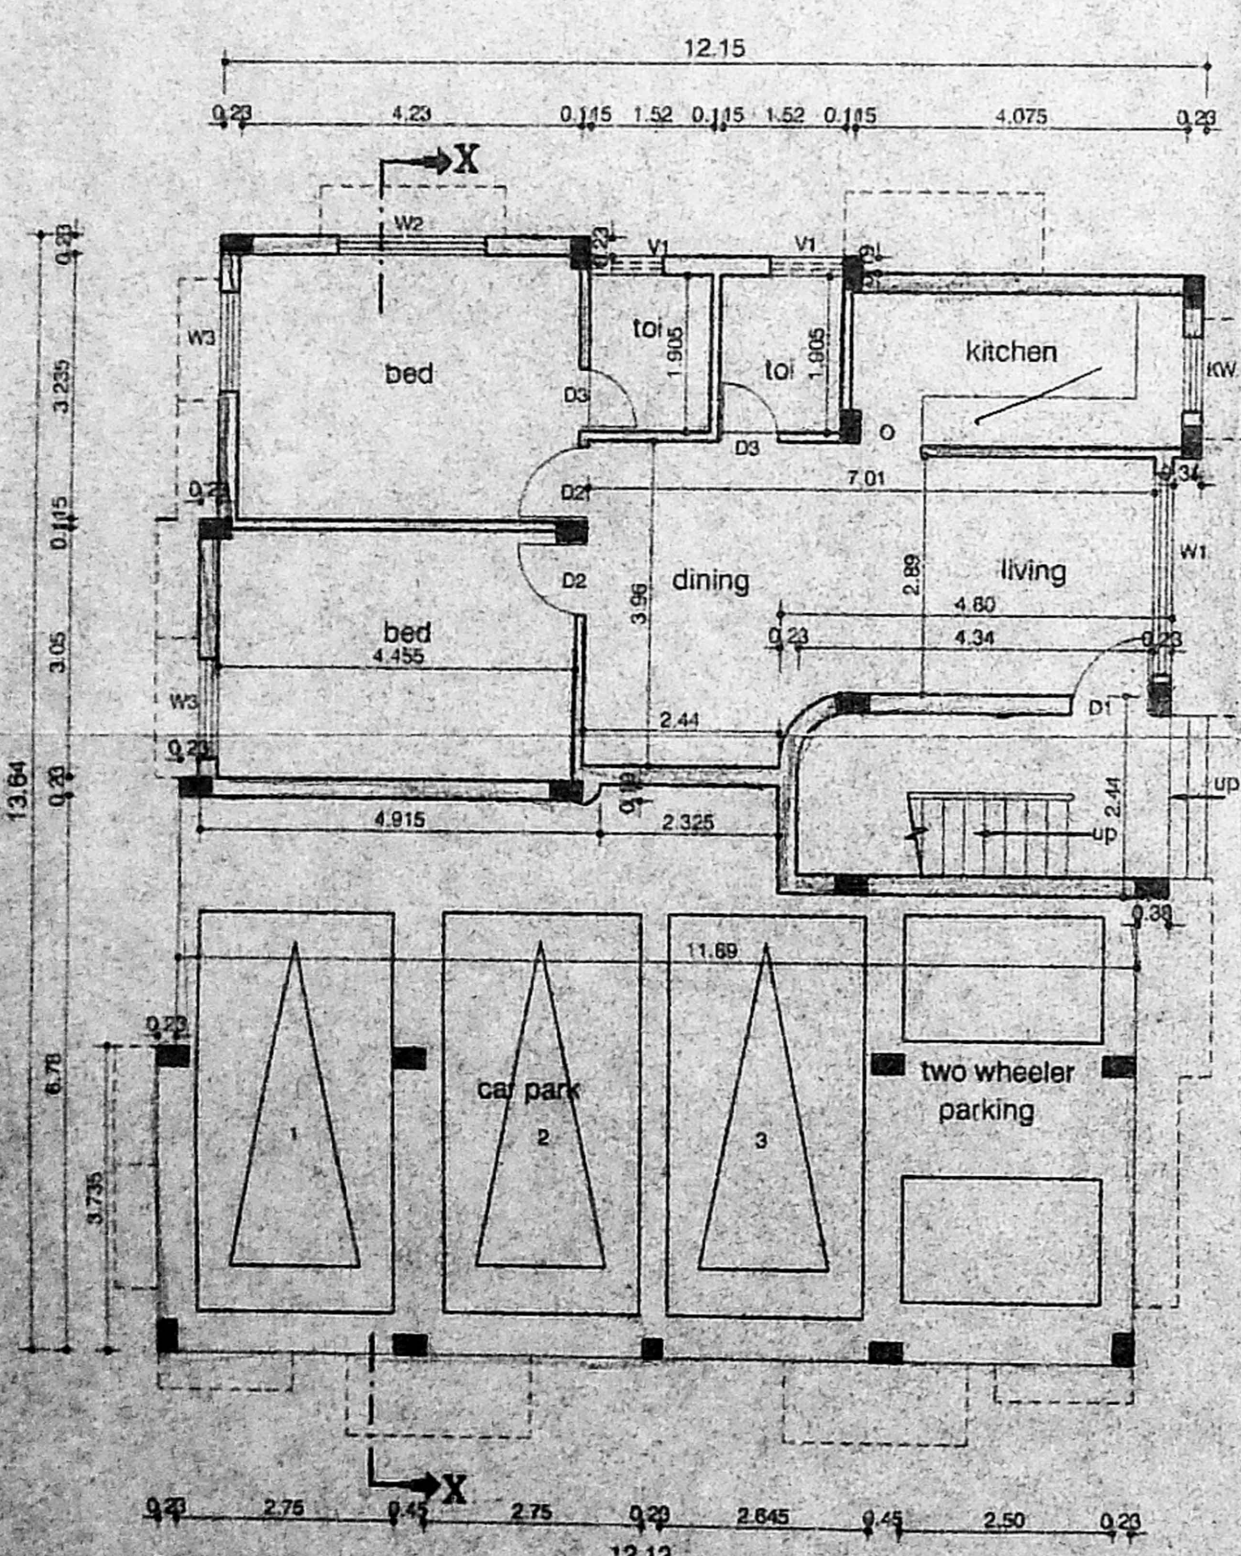 12.15
0.23 4.23 0.115 1.52 0.115 1.52 0.115 4.075 0.23
X
W2
0.23
0.23
V1
V1
W3
bed
toi
1.905
toi
1.905
kitchen
KW
3.235
D3
D3
O
D2
7.01
0.115
D2
dining
living
W1
3.96
2.89
4.80
0.23
4.34
0.23
bed
4.455
3.05
W3
0.23
2.44
D1
13.64
0.23
up
2.44
up
4.915
2.325
0.38
11.69
0.23
6.78
car park
two wheeler
parking
1
2
3
3.735
X
0.23 2.75 0.45 2.75 0.23 2.645 0.45 2.50 0.23